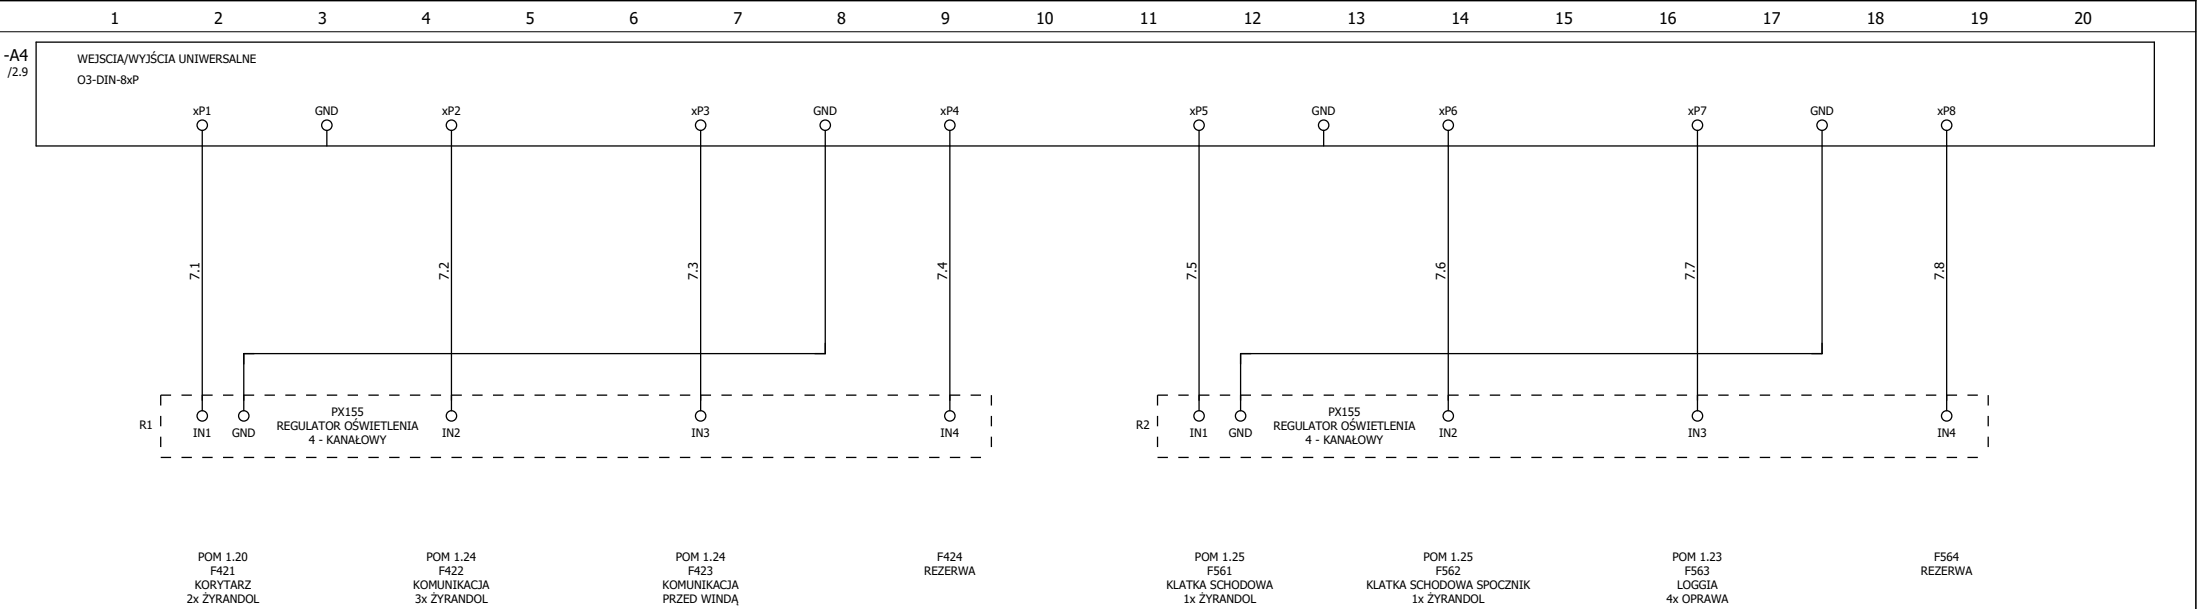 1 2 3 4 5 6 7 8 9 10 11 12 13 14 15 16 17 18 19 20
-A4
/2.9
WEJSCIA/WYJŚCIA UNIWERSALNE
O3-DIN-8xP
xP1 GND xP2 xP3 GND xP4 xP5 GND xP6 xP7 GND xP8
7.1 7.2 7.3 7.4 7.5 7.6 7.7 7.8
R1
IN1 GND
PX155
REGULATOR OŚWIETLENIA
4 - KANAŁOWY
IN2 IN3 IN4
R2
IN1 GND
PX155
REGULATOR OŚWIETLENIA
4 - KANAŁOWY
IN2 IN3 IN4
POM 1.20
F421
KORYTARZ
2x ŻYRANDOL
POM 1.24
F422
KOMUNIKACJA
3x ŻYRANDOL
POM 1.24
F423
KOMUNIKACJA
PRZED WINDĄ
F424
REZERWA
POM 1.25
F561
KLATKA SCHODOWA
1x ŻYRANDOL
POM 1.25
F562
KLATKA SCHODOWA SPOCZNIK
1x ŻYRANDOL
POM 1.23
F563
LOGGIA
4x OPRAWA
F564
REZERWA